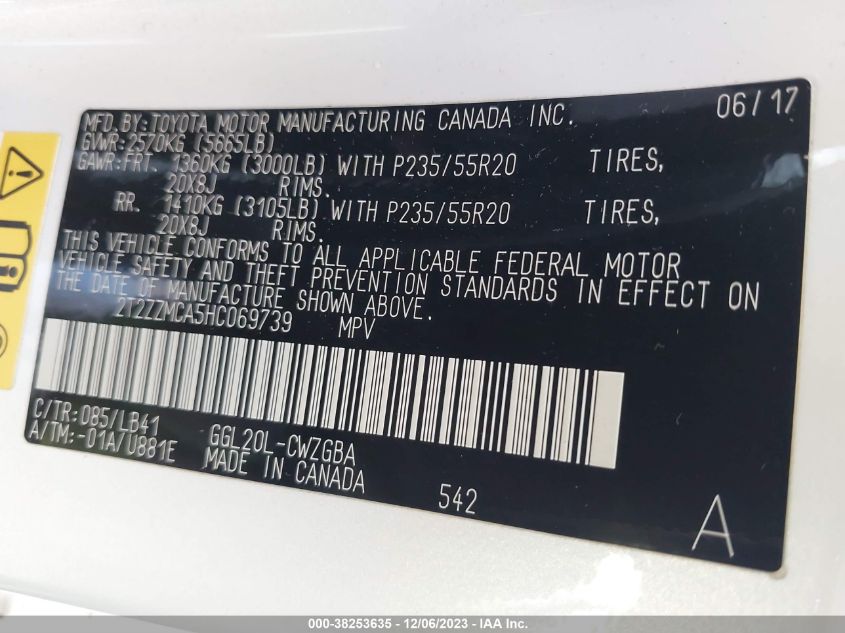 MFD.BY:TOYOTA MOTOR MANUFACTURING CANADA INC. 06/17
GVWR:2570KG (5665LB)
GAWR:FRT. 1360KG (3000LB) WITH P235/55R20 TIRES,
20X8J RIMS.
RR. 1410KG (3105LB) WITH P235/55R20 TIRES,
20X8J RIMS.
THIS VEHICLE CONFORMS TO ALL APPLICABLE FEDERAL MOTOR
VEHICLE SAFETY AND THEFT PREVENTION STANDARDS IN EFFECT ON
THE DATE OF MANUFACTURE SHOWN ABOVE.
2T2ZZMCA5HC069739 MPV
C/TR:085/LB41
A/TM:-01A/U881E
GGL20L-CWZGBA
MADE IN CANADA
542
A
000-38253635 - 12/06/2023 - IAA Inc.